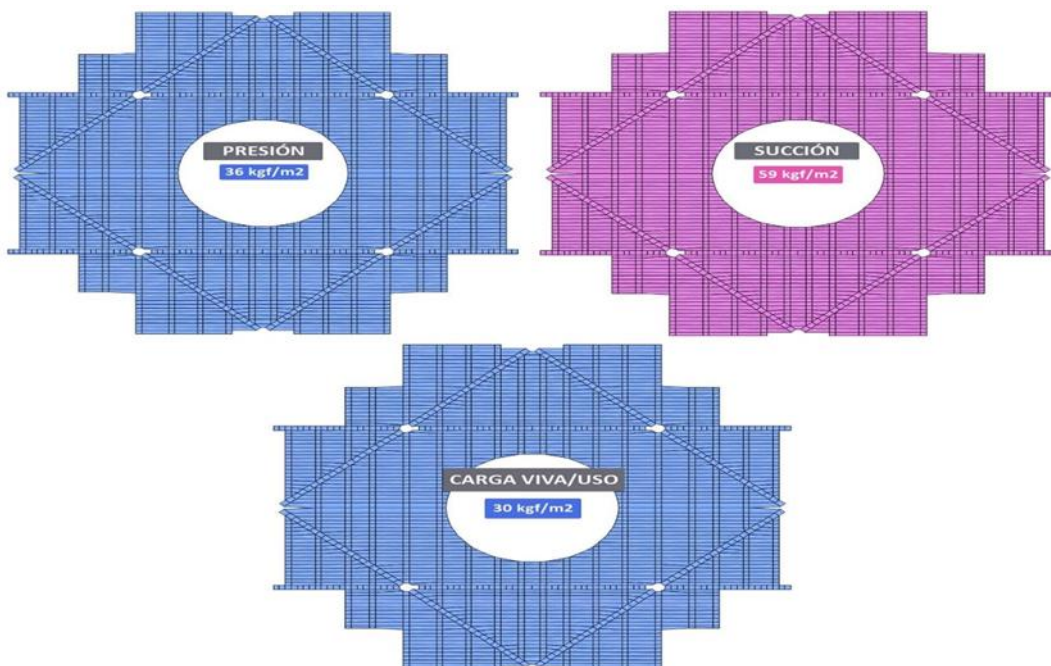 PRESIÓN
36 kgf/m2
SUCCIÓN
59 kgf/m2
CARGA VIVA/USO
30 kgf/m2